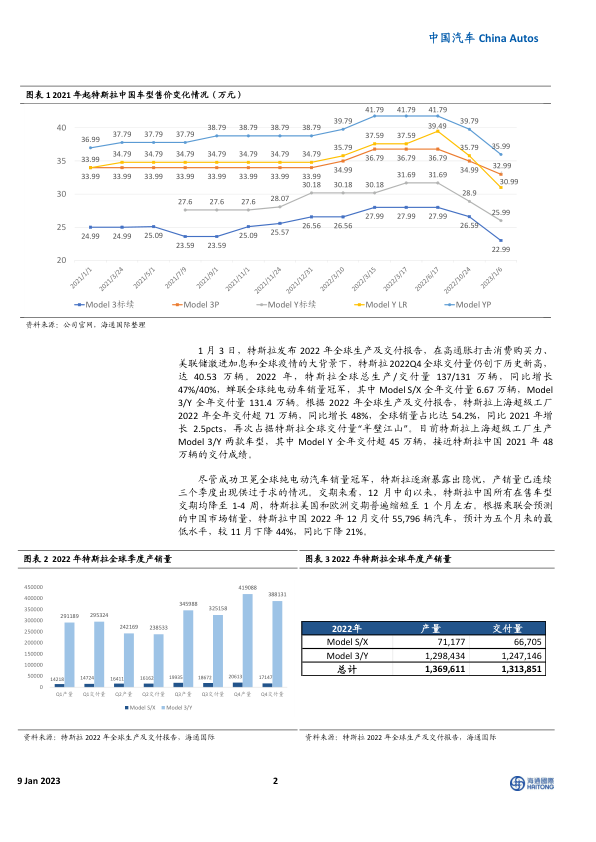 中国汽车 China Autos
图表 1 2021 年起特斯拉中国车型售价变化情况（万元）
40
35
30
25
20
36.99 37.79 37.79 37.79 38.79 38.79 38.79 38.79 39.79 41.79 41.79 41.79 39.79 35.99
33.99 34.79 34.79 34.79 34.79 34.79 34.79 34.79 35.79 37.59 37.59 39.49 35.79 30.99
33.99 33.99 33.99 33.99 33.99 33.99 33.99 33.99 34.99 36.79 36.79 36.79 34.99 32.99
27.6 27.6 27.6 28.07 30.18 30.18 30.18 31.69 31.69 28.9 25.99
24.99 24.99 25.09 23.59 23.59 25.09 25.57 26.56 26.56 27.99 27.99 27.99 26.59 22.99
2021/1/1 2021/3/24 2021/5/1 2021/7/9 2021/9/1 2021/11/1 2021/11/24 2021/12/31 2022/3/10 2022/3/15 2022/3/17 2022/6/17 2022/10/24 2023/1/6
Model 3标续 Model 3P Model Y标续 Model Y LR Model YP
资料来源：公司官网，海通国际整理
1 月 3 日，特斯拉发布 2022 年全球生产及交付报告，在高通胀打击消费购买力，
美联储激进加息和全球疫情的大背景下，特斯拉2022Q4 全球交付量仍创下历史新高，
达 40.53 万辆。2022 年，特斯拉全球总生产/交付量 137/131 万辆，同比增长
47%/40%，蝉联全球纯电动车销量冠军，其中 Model S/X 全年交付量 6.67 万辆，Model
3/Y 全年交付量 131.4 万辆。根据 2022 年全球生产及交付报告，特斯拉上海超级工厂
2022 年全年交付超 71 万辆，同比增长 48%，全球销量占比达 54.2%，同比 2021 年增
长 2.5pcts，再次占据特斯拉全球交付量“半壁江山”。目前特斯拉上海超级工厂生产
Model 3/Y 两款车型，其中 Model Y 全年交付超 45 万辆，接近特斯拉中国 2021 年 48
万辆的交付成绩。
尽管成功卫冕全球纯电动汽车销量冠军，特斯拉逐渐暴露出隐忧，产销量已连续
三个季度出现供过于求的情况。交期来看，12 月中旬以来，特斯拉中国所有在售车型
交期均降至 1-4 周，特斯拉美国和欧洲交期普遍缩短至 1 个月左右。根据乘联会预测
的中国市场销量，特斯拉中国 2022 年 12 月交付 55,796 辆汽车，预计为五个月来的最
低水平，较 11 月下降 44%，同比下降 21%。
图表 2 2022 年特斯拉全球季度产销量
450000
400000
350000
300000
250000
200000
150000
100000
50000
0
291189 295324 242169 238533 345988 325158 419088 388131
14218 14724 16411 16162 19935 18672 20613 17147
Q1产量 Q1交付量 Q2产量 Q2交付量 Q3产量 Q3交付量 Q4产量 Q4交付量
Model S/X Model 3/Y
资料来源：特斯拉 2022 年全球生产及交付报告，海通国际
图表 3 2022 年特斯拉全球年度产销量
2022年 产量 交付量
Model S/X 71,177 66,705
Model 3/Y 1,298,434 1,247,146
总计 1,369,611 1,313,851
资料来源：特斯拉 2022 年全球生产及交付报告，海通国际
9 Jan 2023
2
海通國際
HAITONG